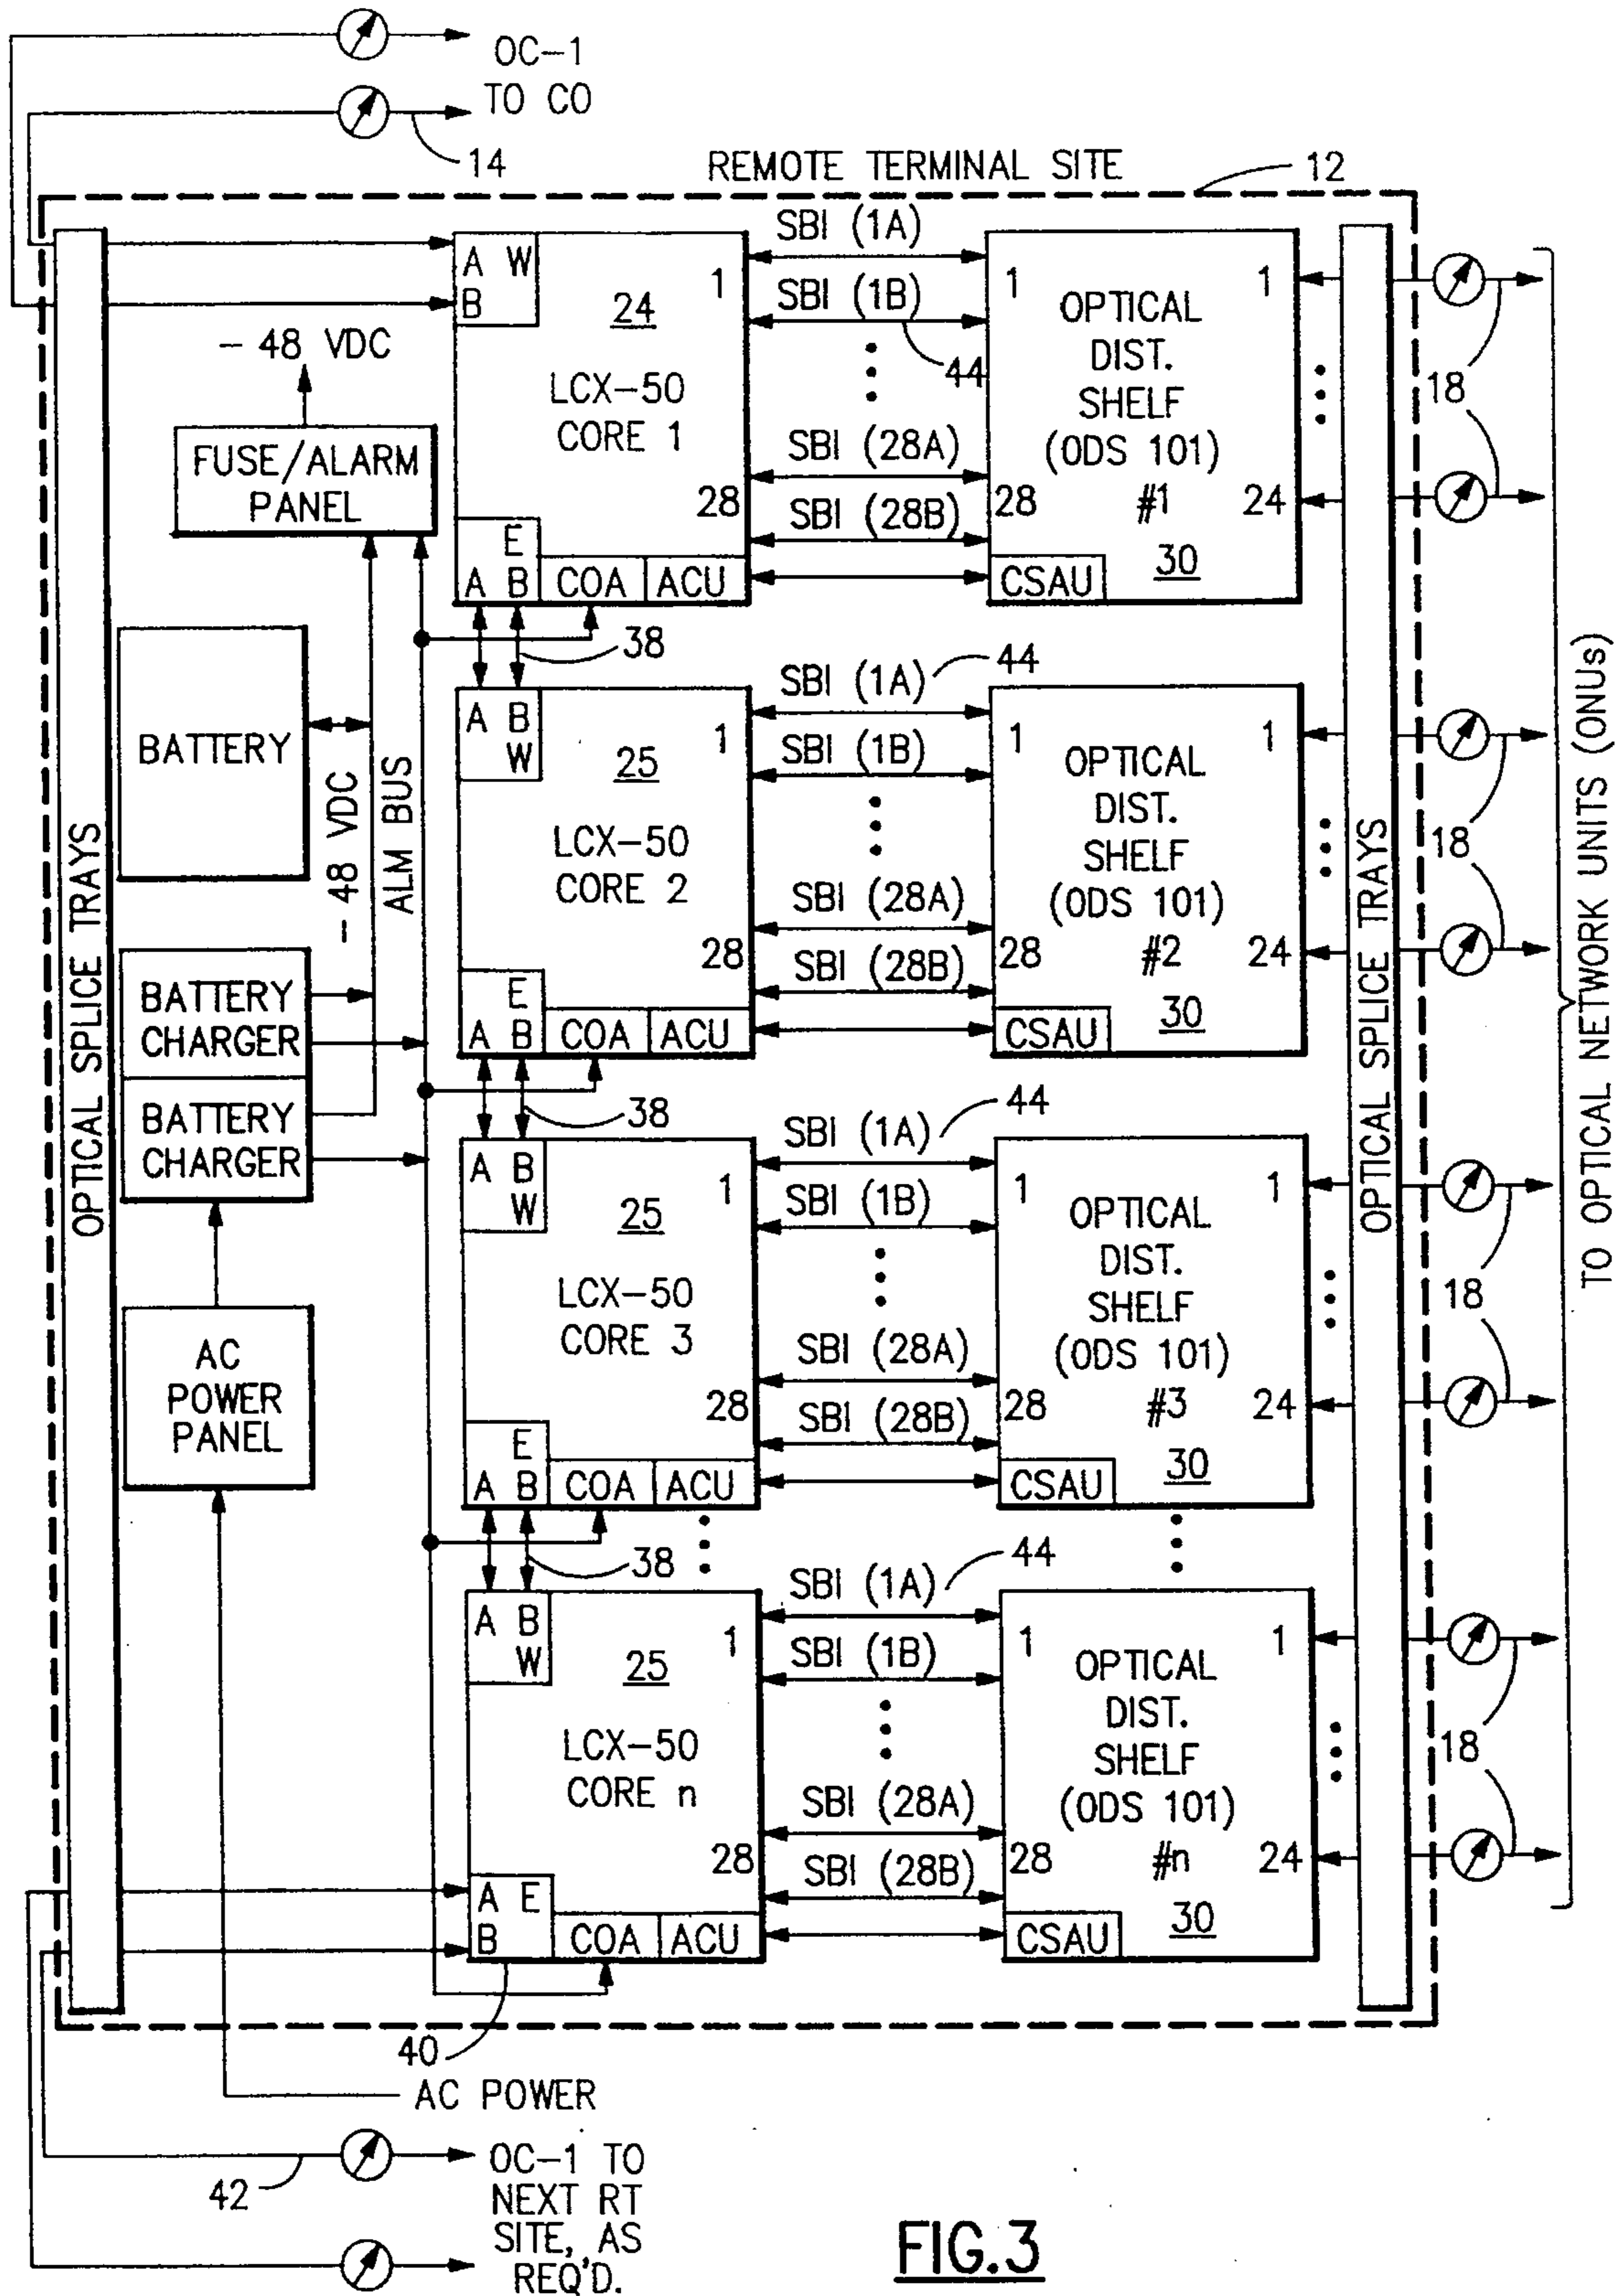 OC-1
TO CO
14
REMOTE TERMINAL SITE
12
OPTICAL SPLICE TRAYS
- 48 VDC
FUSE/ALARM
PANEL
BATTERY
- 48 VDC
ALM BUS
BATTERY
CHARGER
BATTERY
CHARGER
AC
POWER
PANEL
A W
B
24
1
LCX-50
CORE 1
28
E
A B
COA
ACU
SBI (1A)
SBI (1B)
44
SBI (28A)
SBI (28B)
1
OPTICAL
DIST.
SHELF
(ODS 101)
#1
1
28
24
CSAU
30
18
38
A B
W
25
1
LCX-50
CORE 2
28
E
A B
COA
ACU
SBI (1A)
44
SBI (1B)
SBI (28A)
SBI (28B)
1
OPTICAL
DIST.
SHELF
(ODS 101)
#2
1
28
24
CSAU
30
18
38
A B
W
25
1
LCX-50
CORE 3
28
E
A B
COA
ACU
SBI (1A)
44
SBI (1B)
SBI (28A)
SBI (28B)
1
OPTICAL
DIST.
SHELF
(ODS 101)
#3
1
28
24
CSAU
30
18
38
A B
W
25
1
LCX-50
CORE n
28
A E
B
COA
ACU
SBI (1A)
44
SBI (1B)
SBI (28A)
SBI (28B)
1
OPTICAL
DIST.
SHELF
(ODS 101)
#n
1
28
24
CSAU
30
18
OPTICAL SPLICE TRAYS
TO OPTICAL NETWORK UNITS (ONUs)
40
AC POWER
42
OC-1 TO
NEXT RT
SITE, AS
REQ'D.
FIG.3